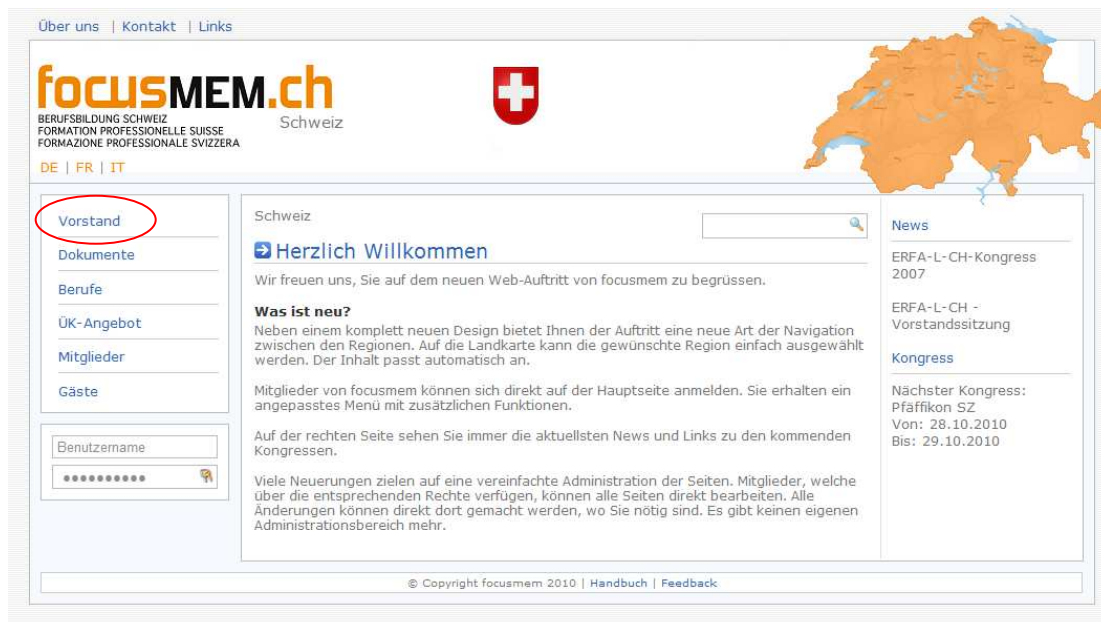 Über uns | Kontakt | Links
focusMEM.ch
BERUFSBILDUNG SCHWEIZ
FORMATION PROFESSIONELLE SUISSE
FORMAZIONE PROFESSIONALE SVIZZERA
Schweiz
DE | FR | IT
Vorstand
Dokumente
Berufe
ÜK-Angebot
Mitglieder
Gäste
Benutzername
••••••••••
Schweiz
Herzlich Willkommen
Wir freuen uns, Sie auf dem neuen Web-Auftritt von focusmem zu begrüssen.
Was ist neu?
Neben einem komplett neuen Design bietet Ihnen der Auftritt eine neue Art der Navigation
zwischen den Regionen. Auf die Landkarte kann die gewünschte Region einfach ausgewählt
werden. Der Inhalt passt automatisch an.
Mitglieder von focusmem können sich direkt auf der Hauptseite anmelden. Sie erhalten ein
angepasstes Menü mit zusätzlichen Funktionen.
Auf der rechten Seite sehen Sie immer die aktuellsten News und Links zu den kommenden
Kongressen.
Viele Neuerungen zielen auf eine vereinfachte Administration der Seiten. Mitglieder, welche
über die entsprechenden Rechte verfügen, können alle Seiten direkt bearbeiten. Alle
Änderungen können direkt dort gemacht werden, wo Sie nötig sind. Es gibt keinen eigenen
Administrationsbereich mehr.
News
ERFA-L-CH-Kongress
2007
ERFA-L-CH -
Vorstandssitzung
Kongress
Nächster Kongress:
Pfäffikon SZ
Von: 28.10.2010
Bis: 29.10.2010
© Copyright focusmem 2010 | Handbuch | Feedback